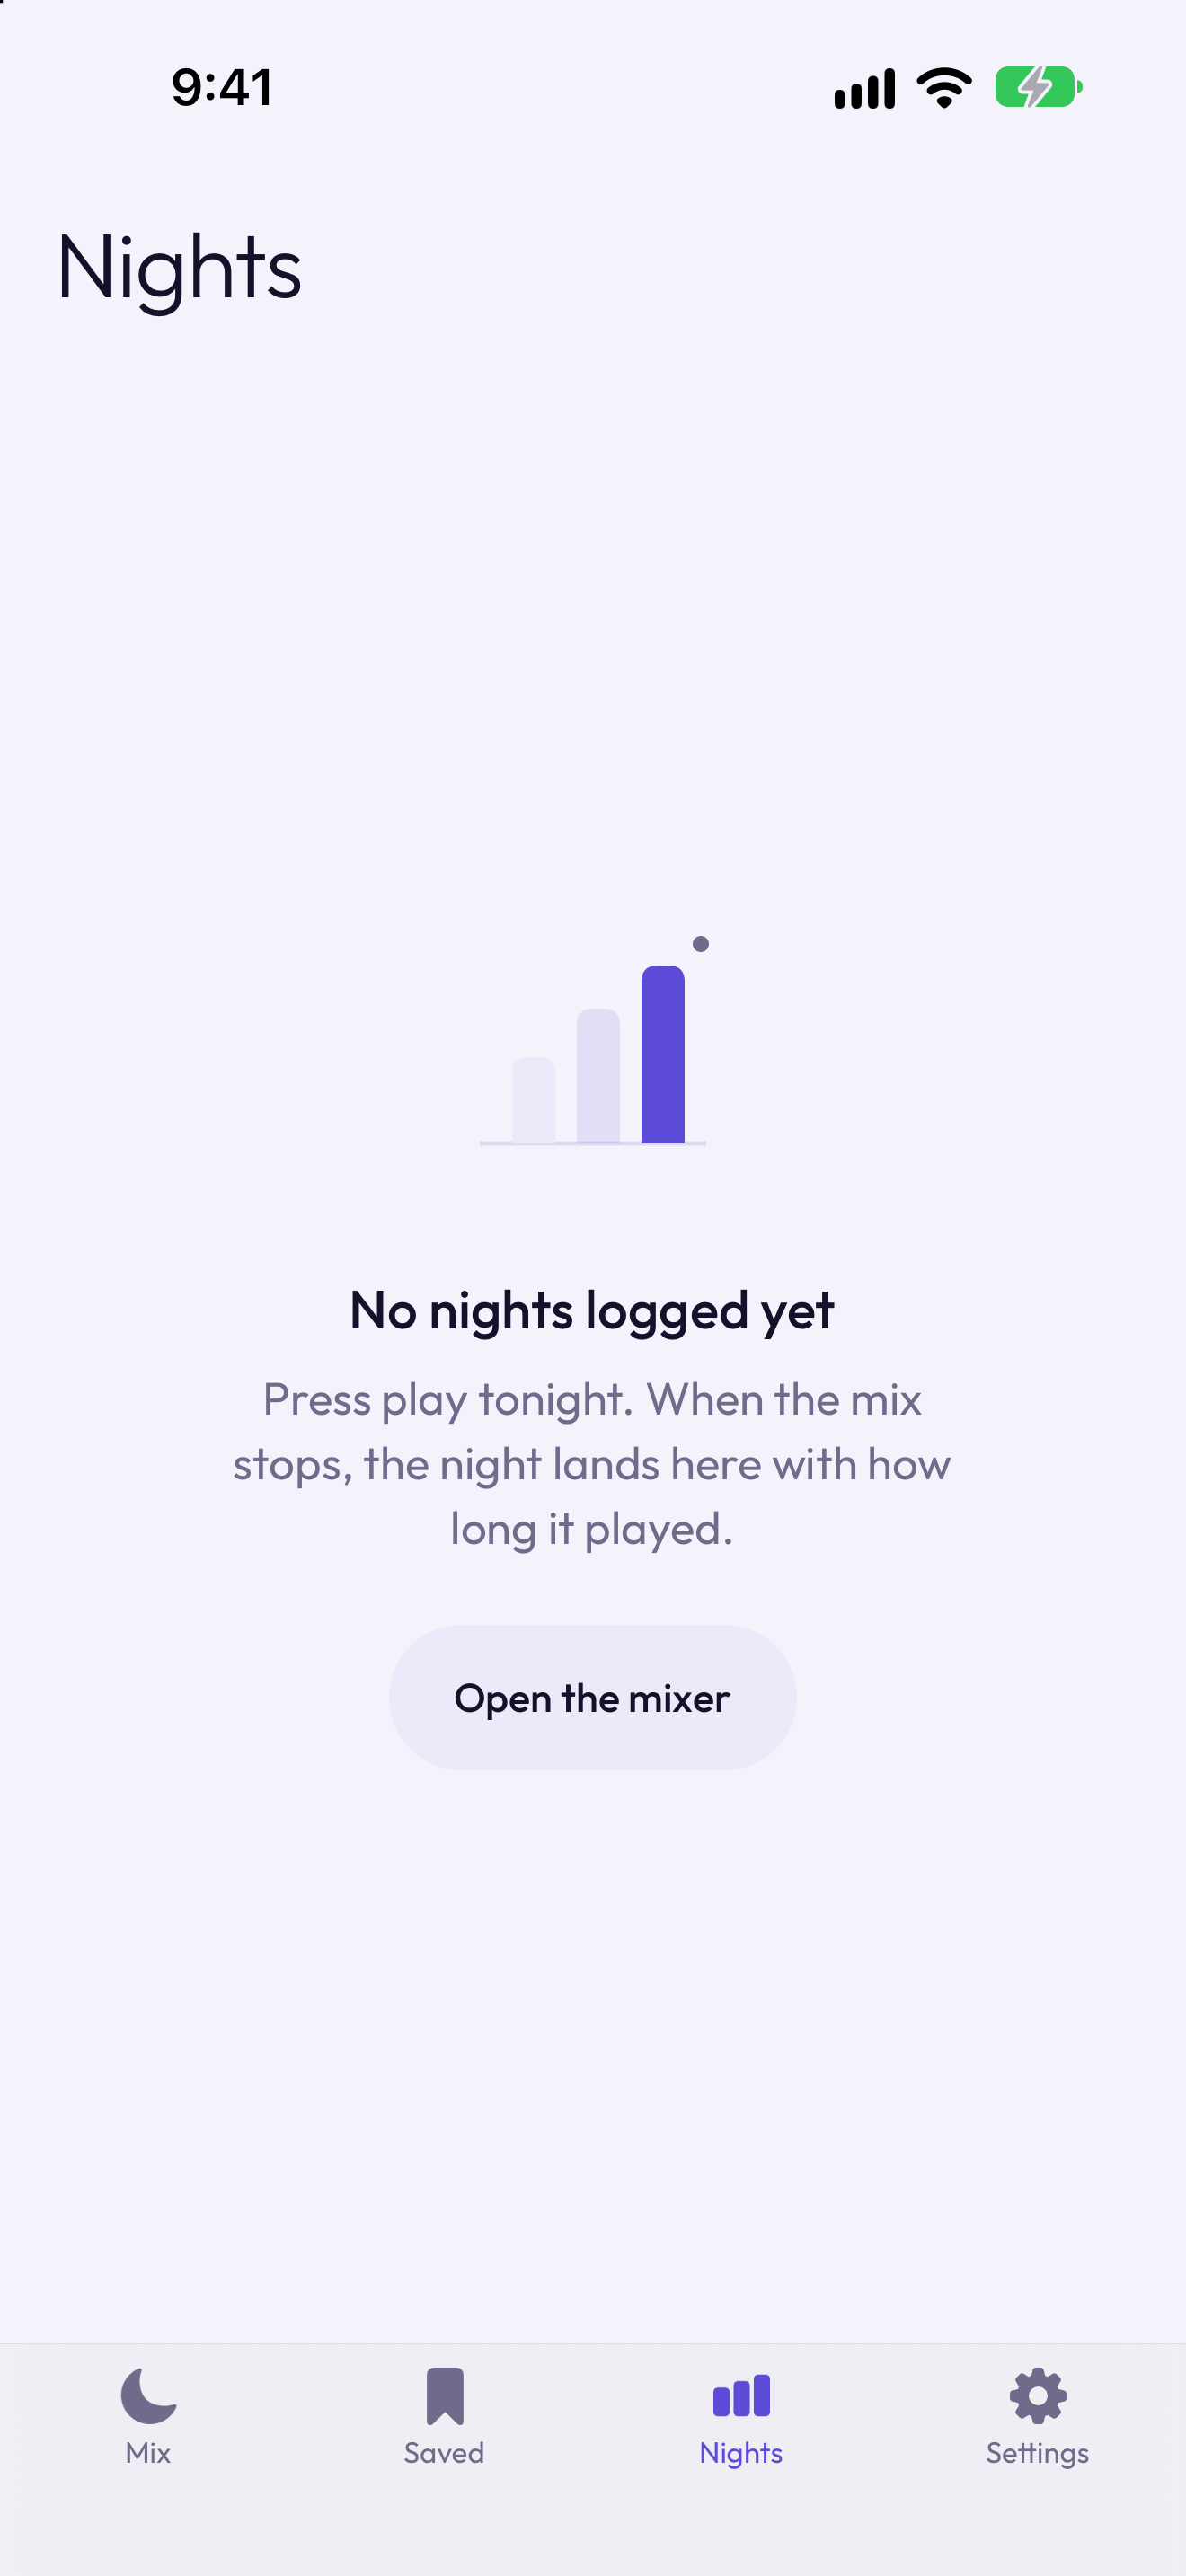 9:41
Nights
No nights logged yet
Press play tonight. When the mix
stops, the night lands here with how
long it played.
Open the mixer
Mix
Saved
Nights
Settings